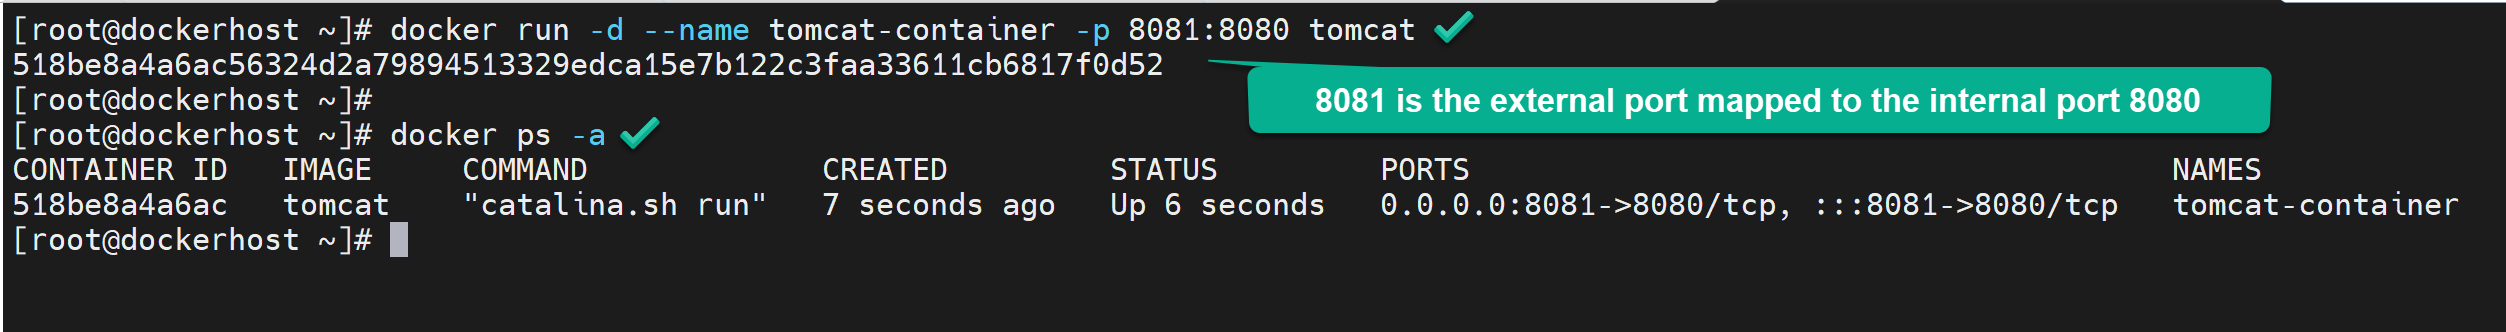 [root@dockerhost ~]# docker run -d --name tomcat-container -p 8081:8080 tomcat
518be8a4a6ac56324d2a79894513329edca15e7b122c3faa33611cb6817f0d52
8081 is the external port mapped to the internal port 8080
[root@dockerhost ~]#
[root@dockerhost ~]# docker ps -a
CONTAINER ID   IMAGE     COMMAND             CREATED         STATUS         PORTS                                       NAMES
518be8a4a6ac   tomcat    "catalina.sh run"   7 seconds ago   Up 6 seconds   0.0.0.0:8081->8080/tcp, :::8081->8080/tcp   tomcat-container
[root@dockerhost ~]#